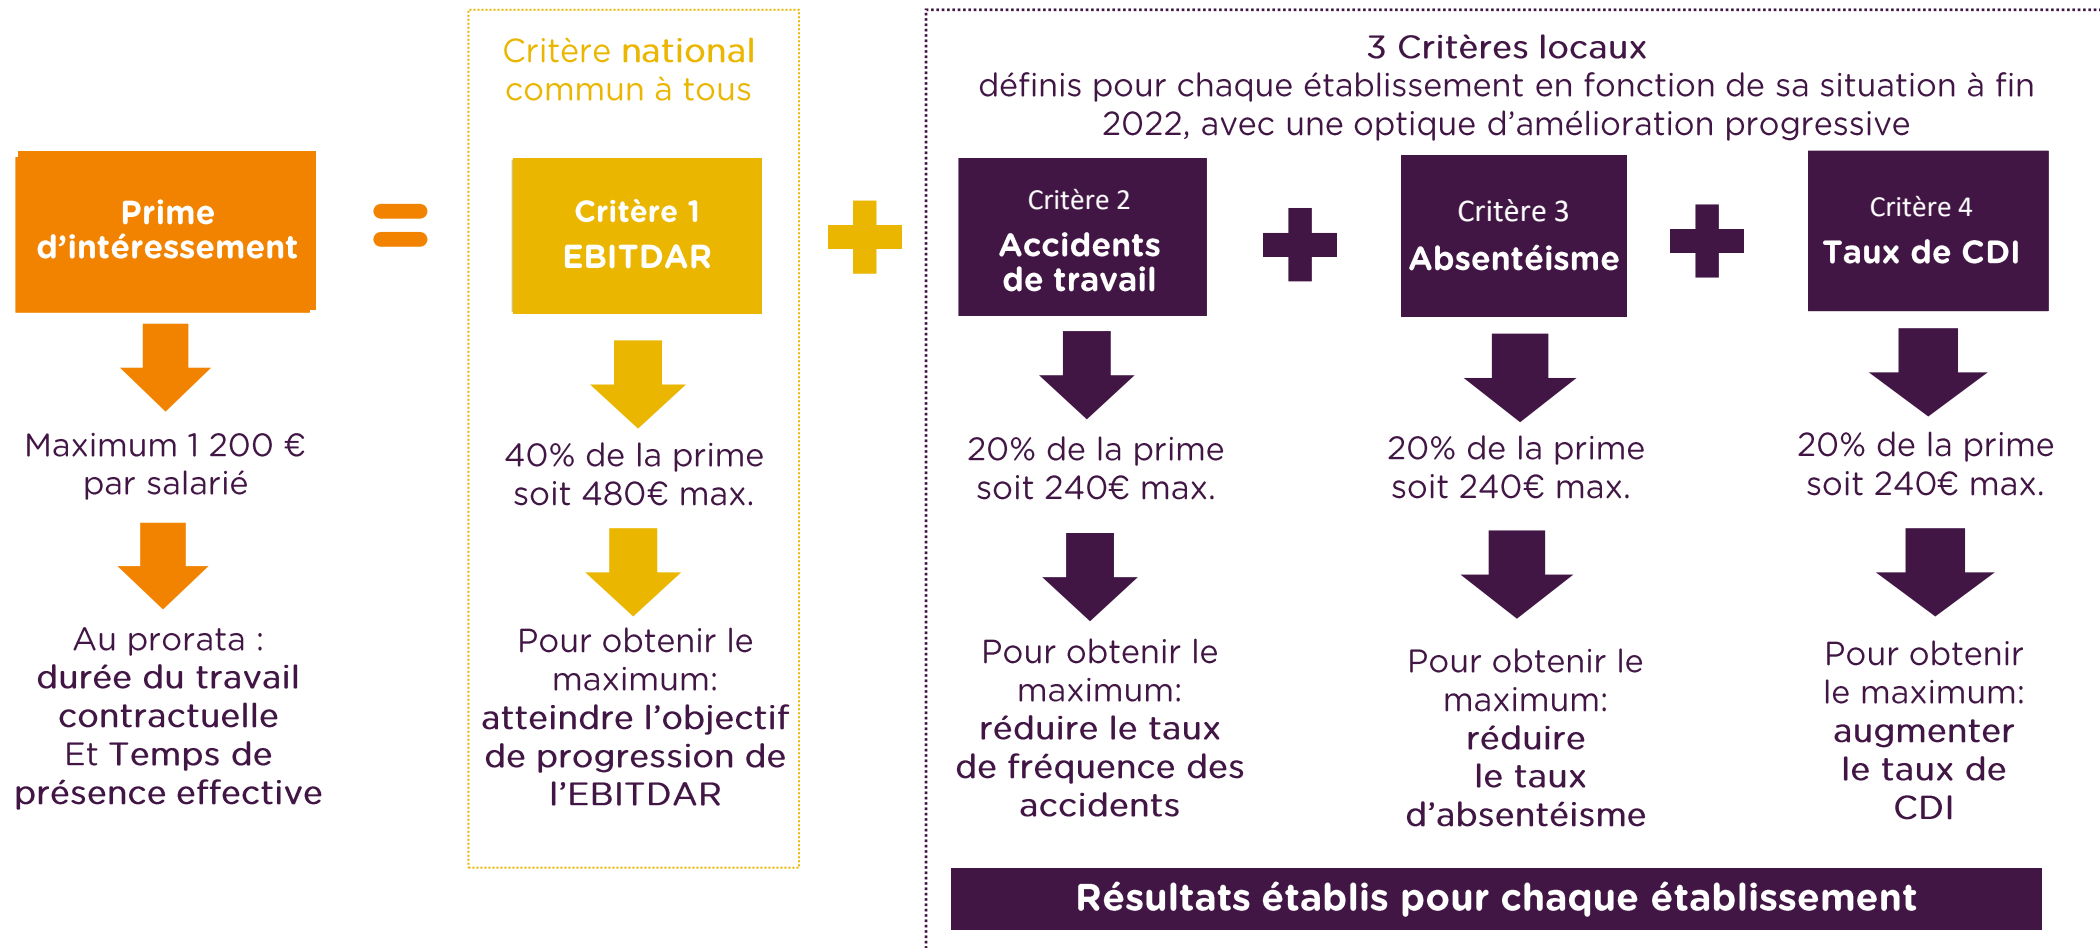 Critère national
commun à tous
3 Critères locaux
définis pour chaque établissement en fonction de sa situation à fin
2022, avec une optique d’amélioration progressive
Prime
d’intéressement
=
Critère 1
EBITDAR
+
Critère 2
Accidents
de travail
+
Critère 3
Absentéisme
+
Critère 4
Taux de CDI
Maximum 1 200 €
par salarié
40% de la prime
soit 480€ max.
20% de la prime
soit 240€ max.
20% de la prime
soit 240€ max.
20% de la prime
soit 240€ max.
Au prorata :
durée du travail
contractuelle
Et Temps de
présence effective
Pour obtenir le
maximum:
atteindre l’objectif
de progression de
l’EBITDAR
Pour obtenir le
maximum:
réduire le taux
de fréquence des
accidents
Pour obtenir le
maximum:
réduire
le taux
d’absentéisme
Pour obtenir
le maximum:
augmenter
le taux de
CDI
Résultats établis pour chaque établissement